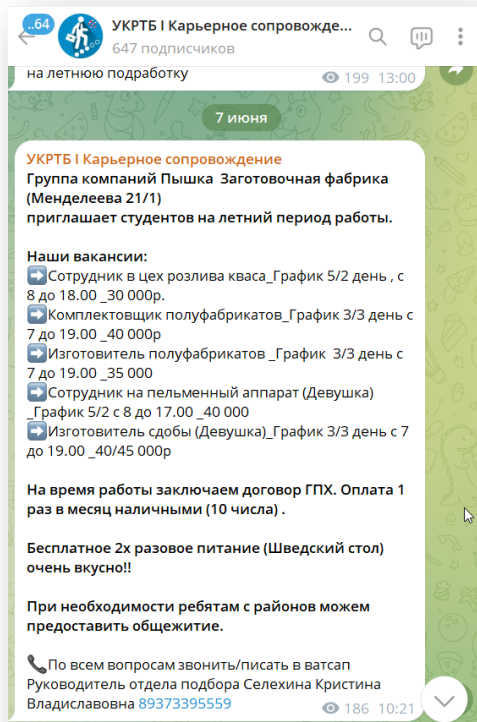 ..64
УКРТБ I Карьерное сопровожде...
647 подписчиков
на летнюю подработку
199 13:00
7 июня
УКРТБ I Карьерное сопровождение
Группа компаний Пышка Заготовочная фабрика
(Менделеева 21/1)
приглашает студентов на летний период работы.
Наши вакансии:
➡Сотрудник в цех розлива кваса_График 5/2 день , с
8 до 18.00 _30 000р.
➡Комплектовщик полуфабрикатов_График 3/3 день с
7 до 19.00 _40 000р
➡Изготовитель полуфабрикатов _График 3/3 день с
7 до 19.00 _35 000
➡Сотрудник на пельменный аппарат (Девушка)
_График 5/2 с 8 до 17.00 _40 000
➡Изготовитель сдобы (Девушка)_График 3/3 день с 7
до 19.00 _40/45 000р
На время работы заключаем договор ГПХ. Оплата 1
раз в месяц наличными (10 числа) .
Бесплатное 2х разовое питание (Шведский стол)
очень вкусно!!
При необходимости ребятам с районов можем
предоставить общежитие.
📞По всем вопросам звонить/писать в ватсап
Руководитель отдела подбора Селехина Кристина
Владиславовна 89373395559
186 10:21